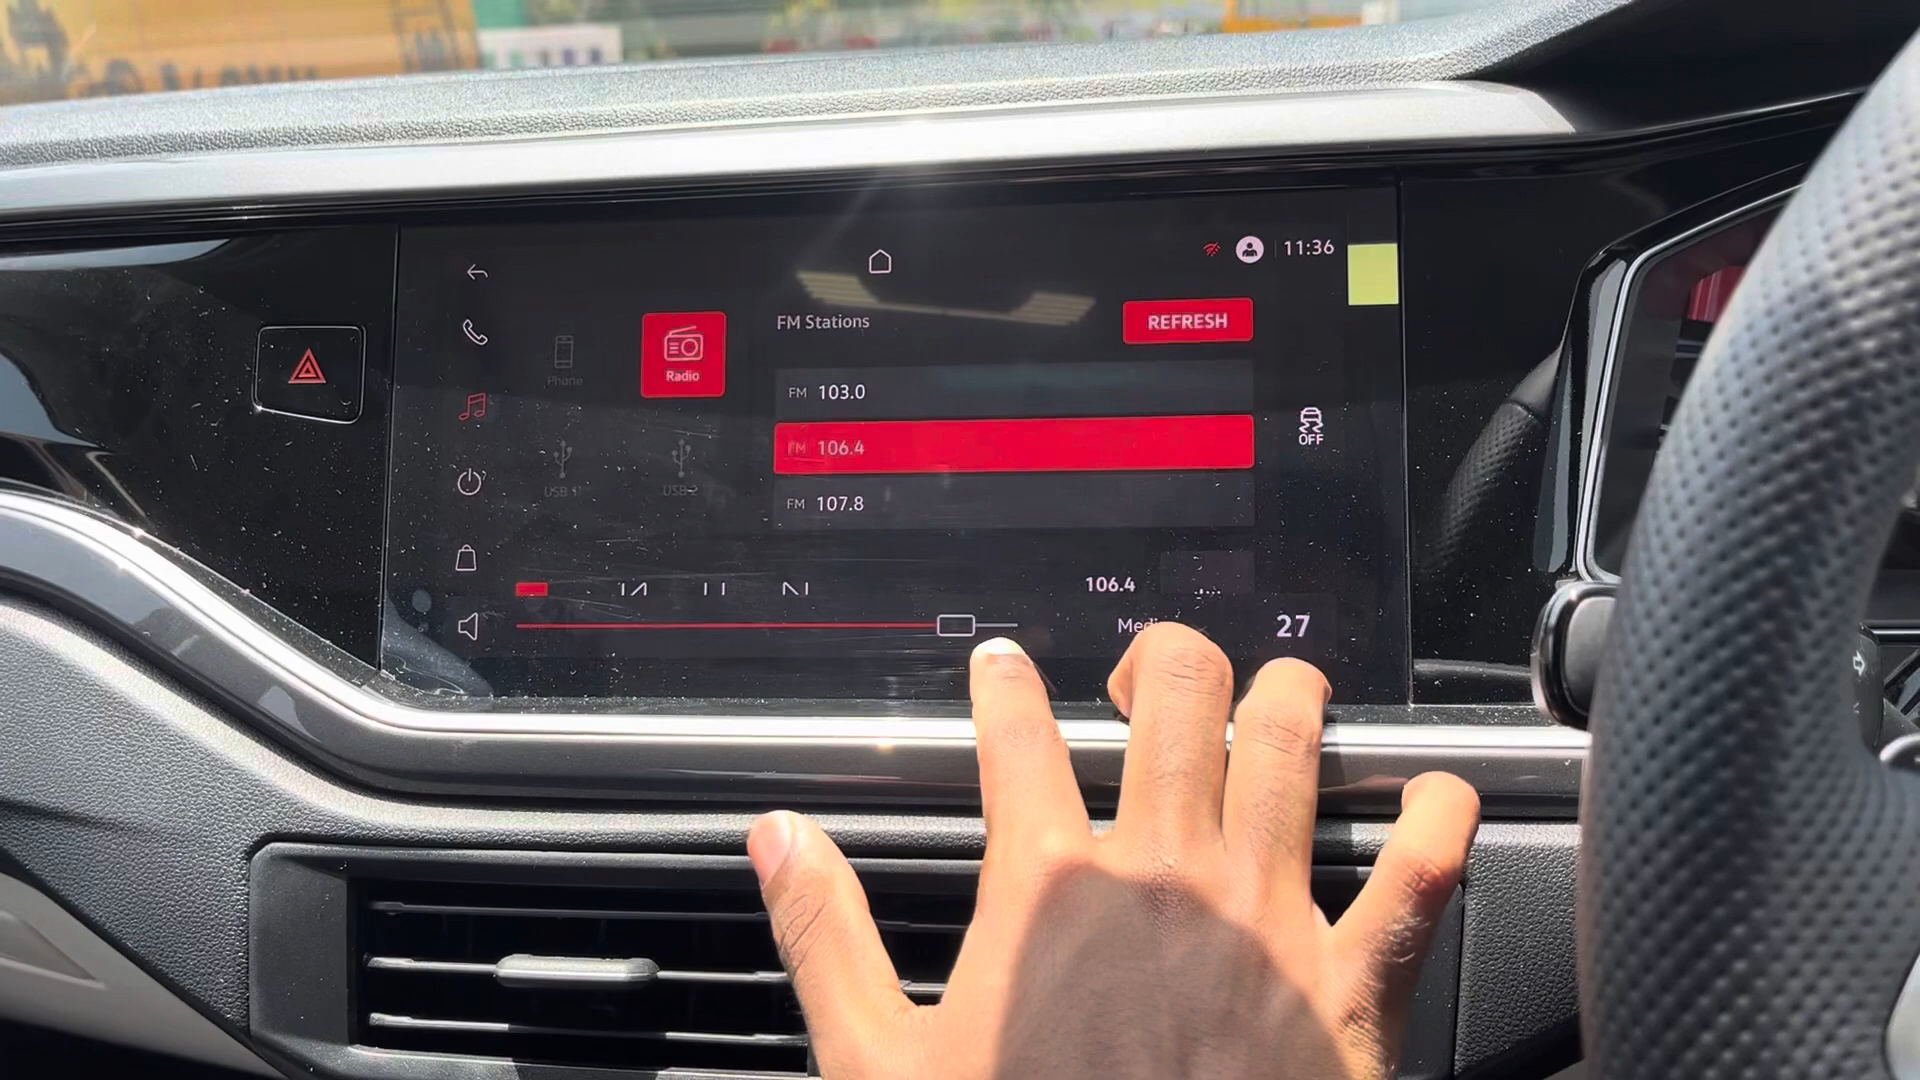 11:36
FM Stations
REFRESH
Phone
Radio
FM 103.0
FM 106.4
OFF
USB 1
USB 2
FM 107.8
106.4
27